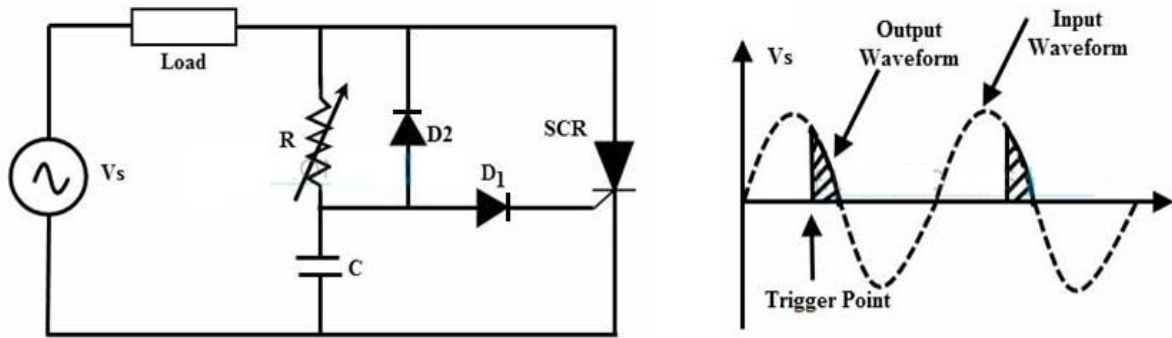 Load
Vs
R
D2
D1
SCR
C
Vs
Output
Waveform
Input
Waveform
Trigger Point